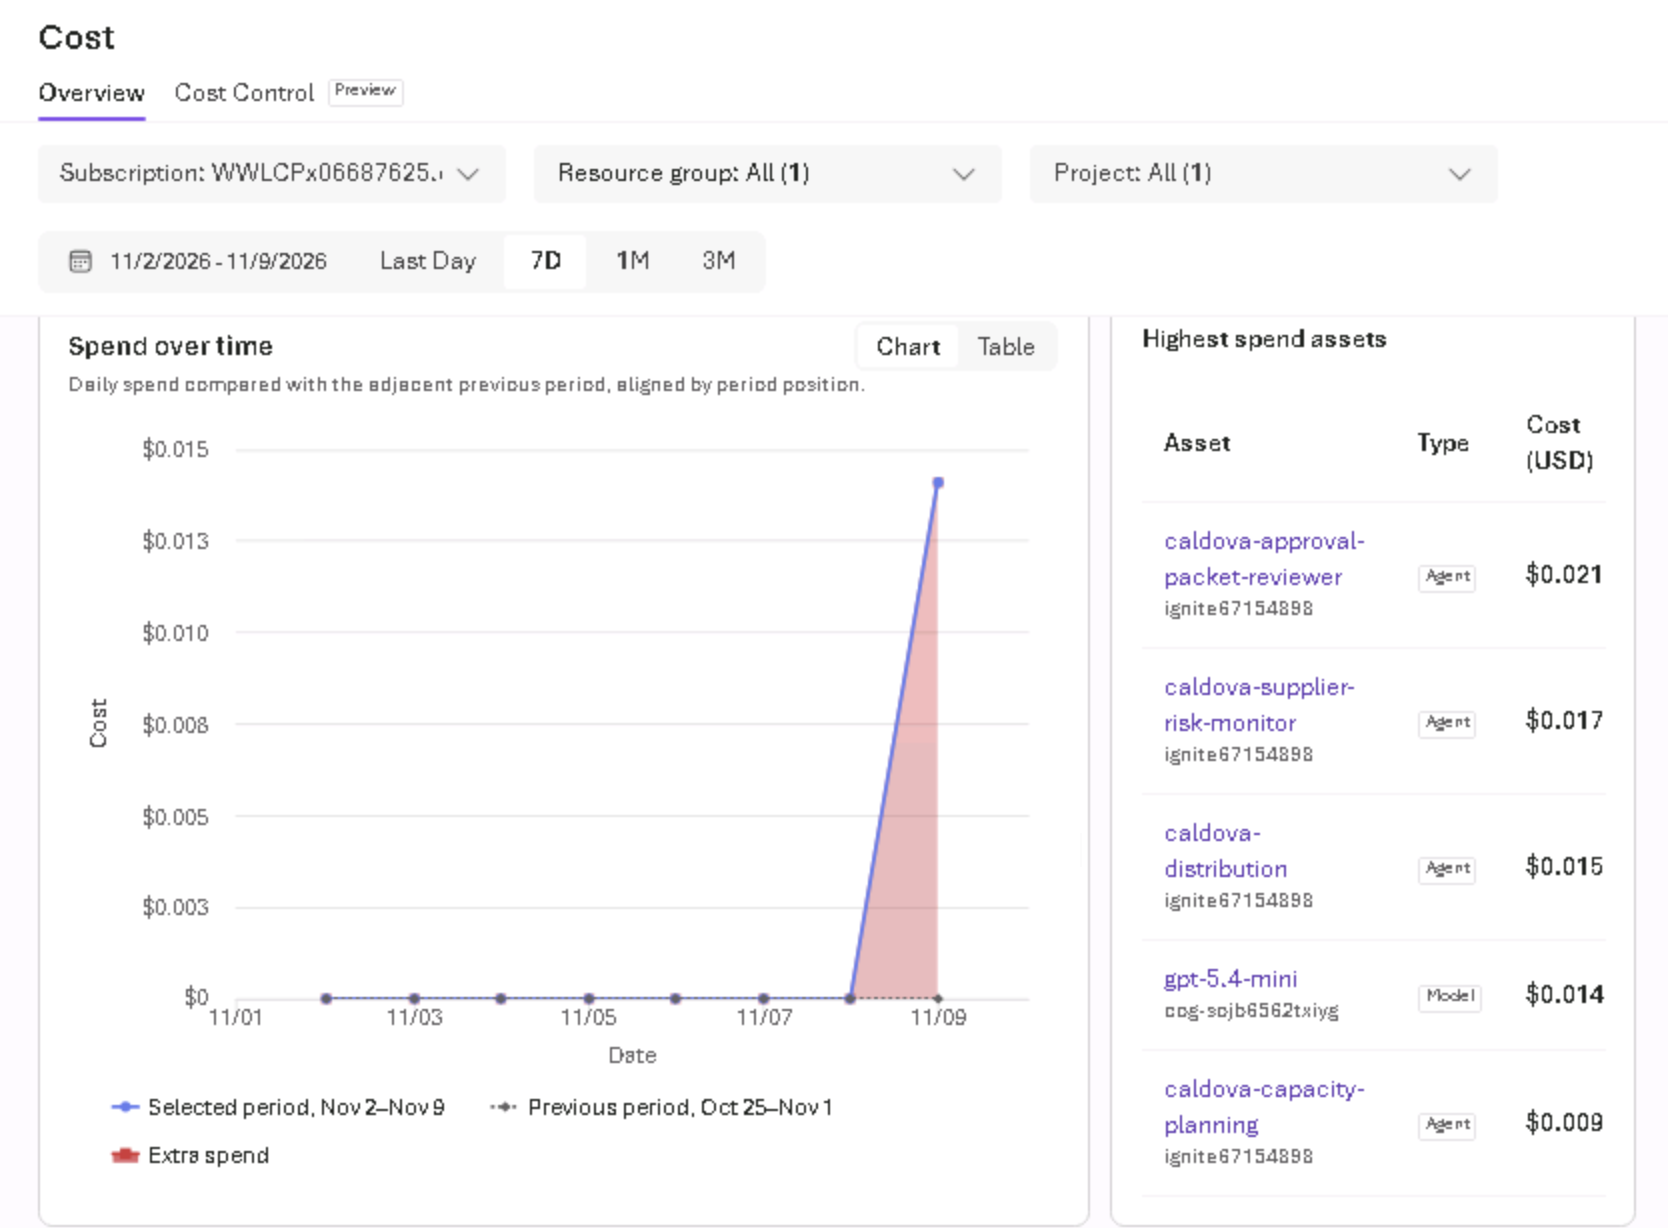 Cost
Overview Cost Control Preview
Subscription: WWLCPx06687625. Resource group: All (1) Project: All (1)
11/2/2026 - 11/9/2026 Last Day 7D 1M 3M
Spend over time Chart Table
Daily spend compared with the adjacent previous period, aligned by period position.
$0.015
$0.013
$0.010
$0.008
$0.005
$0.003
$0
Cost
11/01 11/03 11/05 11/07 11/09
Date
Selected period, Nov 2–Nov 9 Previous period, Oct 25–Nov 1
Extra spend
Highest spend assets
Asset Type Cost (USD)
caldova-approval-
packet-reviewer Agent $0.021
ignite67154898
caldova-supplier-
risk-monitor Agent $0.017
ignite67154898
caldova-
distribution Agent $0.015
ignite67154898
gpt-5.4-mini Model $0.014
cog-sojb6562txiyg
caldova-capacity-
planning Agent $0.009
ignite67154898